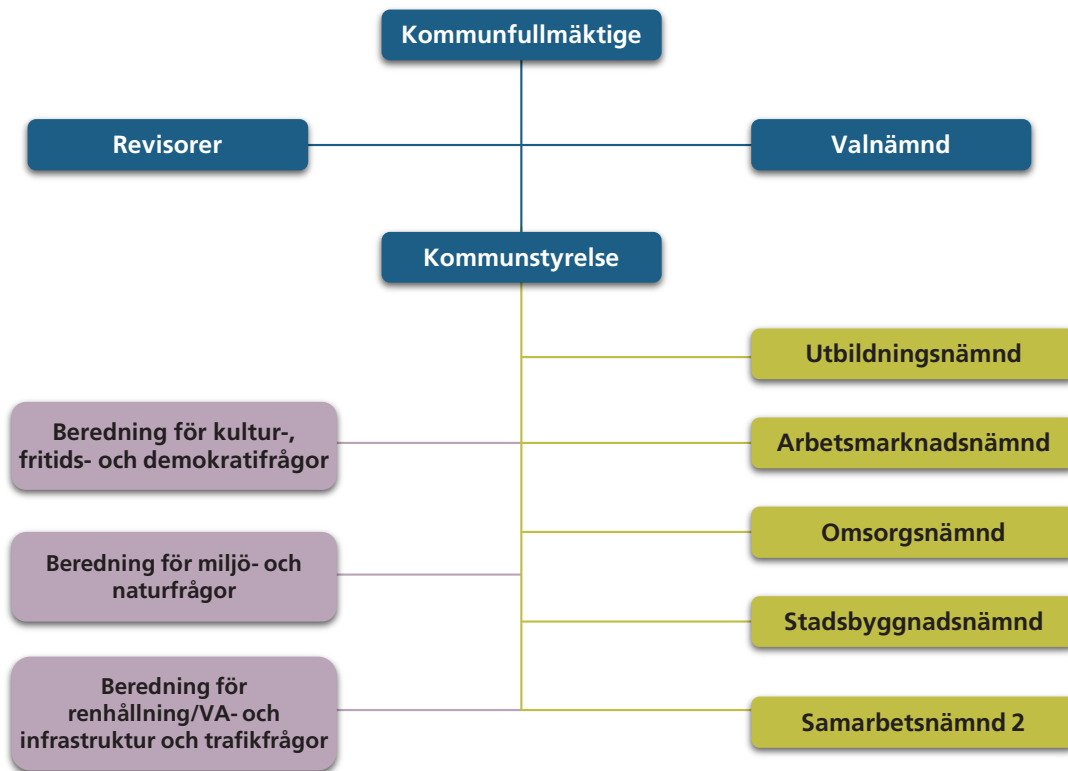 Kommunfullmäktige
Revisorer
Valnämnd
Kommunstyrelse
Utbildningsnämnd
Beredning för kultur-,
fritids- och demokratifrågor
Arbetsmarknadsnämnd
Omsorgsnämnd
Beredning för miljö- och
naturfrågor
Stadsbyggnadsnämnd
Beredning för
renhållning/VA- och
infrastruktur och trafikfrågor
Samarbetsnämnd 2